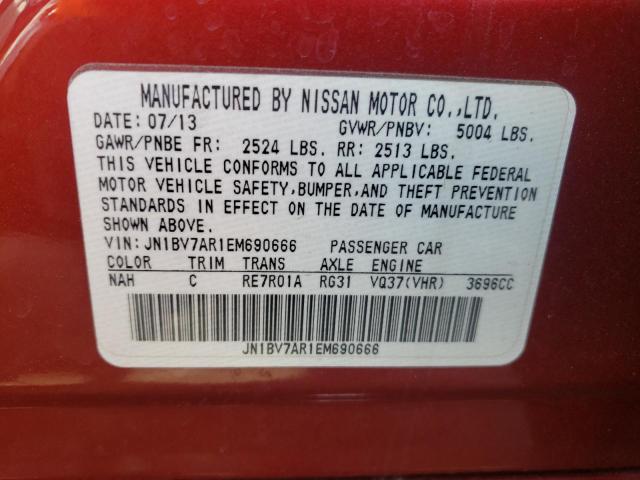 MANUFACTURED BY NISSAN MOTOR CO.,LTD.
DATE: 07/13 GVWR/PNBV: 5004 LBS.
GAWR/PNBE FR: 2524 LBS. RR: 2513 LBS.
THIS VEHICLE CONFORMS TO ALL APPLICABLE FEDERAL
MOTOR VEHICLE SAFETY,BUMPER,AND THEFT PREVENTION
STANDARDS IN EFFECT ON THE DATE OF MANUFACTURE
SHOWN ABOVE.
VIN:JN1BV7AR1EM690666 PASSENGER CAR
COLOR TRIM TRANS AXLE ENGINE
NAH C RE7R01A RG31 VQ37(VHR) 3696CC
JN1BV7AR1EM690666